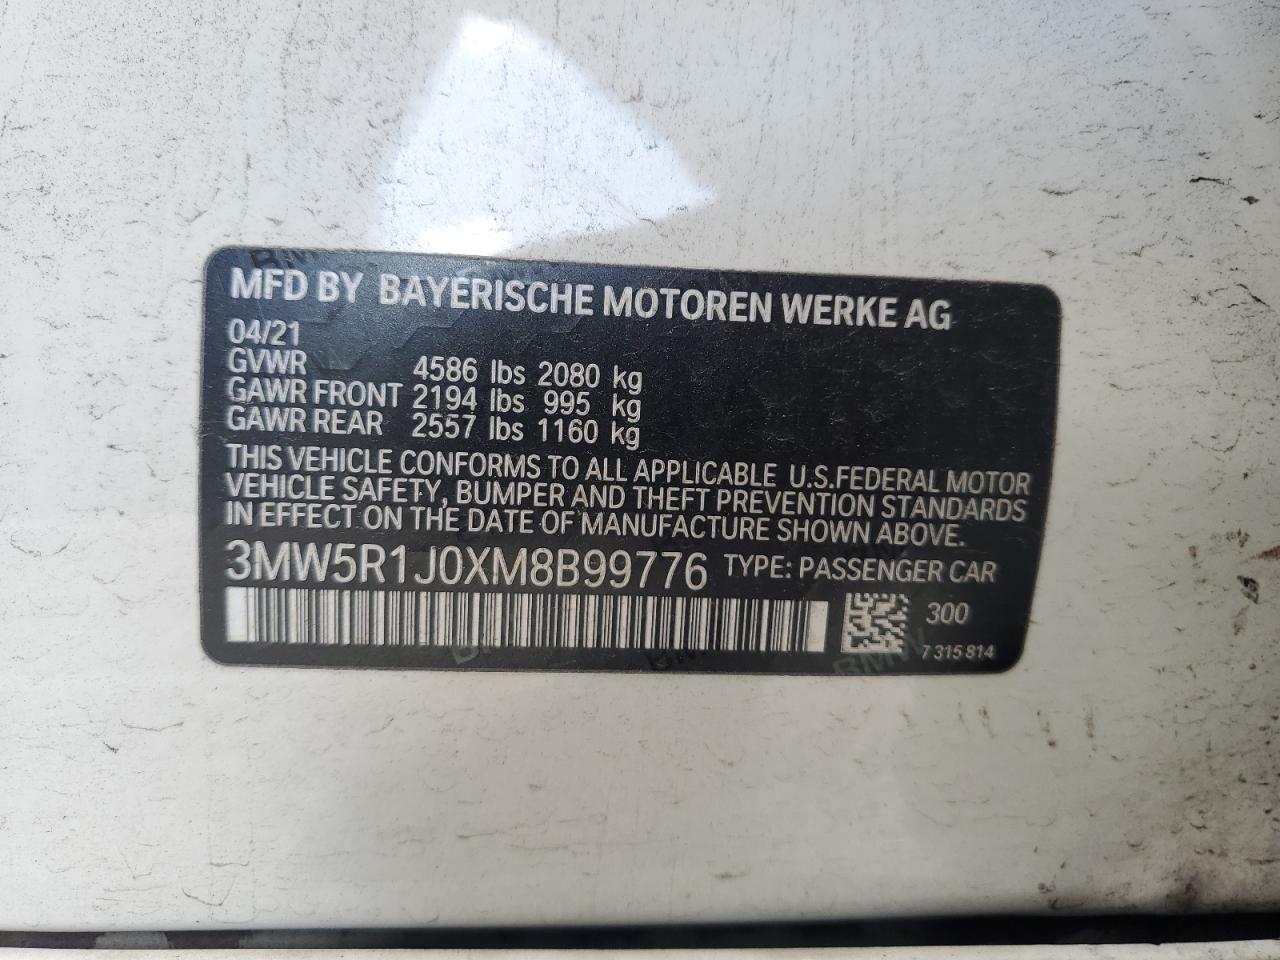 MFD BY BAYERISCHE MOTOREN WERKE AG
04/21
GVWR 4586 lbs 2080 kg
GAWR FRONT 2194 lbs 995 kg
GAWR REAR 2557 lbs 1160 kg
THIS VEHICLE CONFORMS TO ALL APPLICABLE U.S.FEDERAL MOTOR
VEHICLE SAFETY, BUMPER AND THEFT PREVENTION STANDARDS
IN EFFECT ON THE DATE OF MANUFACTURE SHOWN ABOVE.
3MW5R1J0XM8B99776 TYPE: PASSENGER CAR
300
7 315 814
BMW